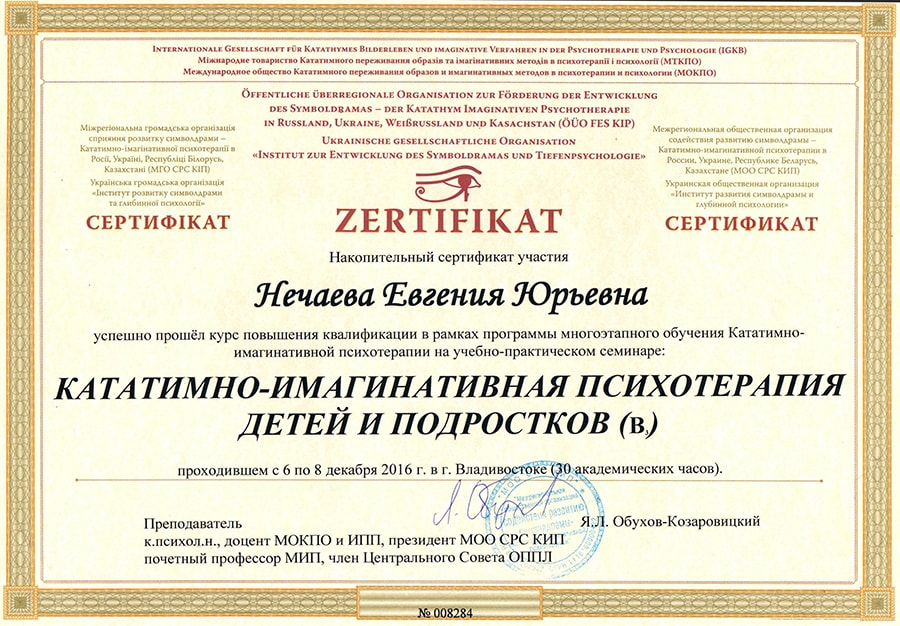 INTERNATIONALE GESELLSCHAFT FÜR KATATHYMES BILDERLEBEN UND IMAGINATIVE VERFAHREN IN DER PSYCHOTHERAPIE UND PSYCHOLOGIE (IGKB)
Міжнародне товариство Кататимного переживання образів та імагінативних методів в психотерапії і психології (МТКПО)
Международное общество Кататимного переживания образов и имагинативных методов в психотерапии и психологии (МОКПО)
ÖFFENTLICHE ÜBERREGIONALE ORGANISATION ZUR FÖRDERUNG DER ENTWICKLUNG
DES SYMBOLDRAMAS – DER KATATHYM IMAGINATIVEN PSYCHOTHERAPIE
IN RUSSLAND, UKRAINE, WEIßRUSSLAND UND KASACHSTAN (ÖÜO FES KIP)
UKRAINISCHE GESELLSCHAFTLICHE ORGANISATION
«INSTITUT ZUR ENTWICKLUNG DES SYMBOLDRAMAS UND TIEFENPSYCHOLOGIE»
Міжрегіональна громадська організація
сприяння розвитку символдрами –
Кататимно-імагінативної психотерапії в
Росії, Україні, Республіці Білорусь,
Казахстані (МГО СРС КІП)
Українська громадська організація
«Інститут розвитку символдрами
та глибинної психології»
СЕРТИФІКАТ
ZERTIFIKAT
Межрегиональная общественная организация
содействия развитию символдрамы –
Кататимно-имагинативной психотерапии в
России, Украине, Республике Беларусь,
Казахстане (МОО СРС КИП)
Украинская общественная организация
«Институт развития символдрамы и
глубинной психологии»
СЕРТИФИКАТ
Накопительный сертификат участия
Нечаева Евгения Юрьевна
успешно прошёл курс повышения квалификации в рамках программы многоэтапного обучения Кататимно-
имагинативной психотерапии на учебно-практическом семинаре:
КАТАТИМНО-ИМАГИНАТИВНАЯ ПСИХОТЕРАПИЯ
ДЕТЕЙ И ПОДРОСТКОВ (В,)
проходившем с 6 по 8 декабря 2016 г. в г. Владивостоке (30 академических часов).
Преподаватель
Я.Л. Обухов-Козаровицкий
к.психол.н., доцент МОКПО и ИПП, президент МОО СРС КИП
почетный профессор МИП, член Центрального Совета ОППЛ
№ 008284